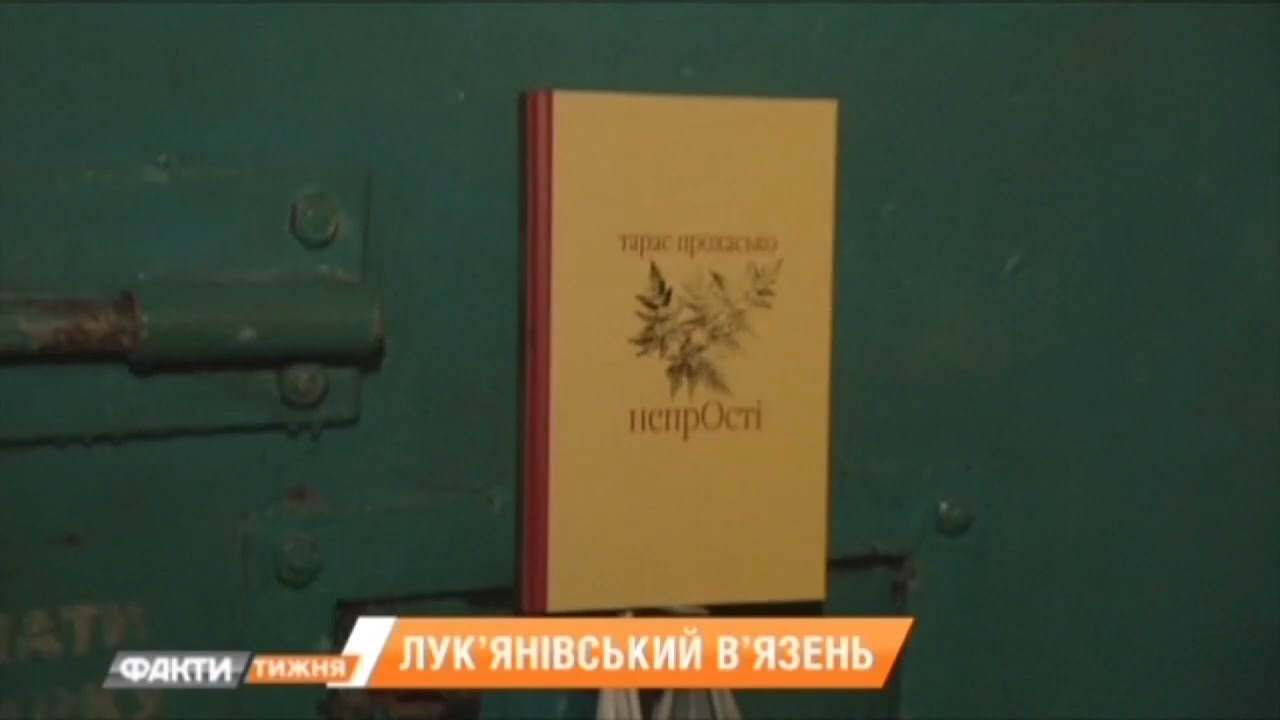 тарас прохасько
непрОсті
ЛУК’ЯНІВСЬКИЙ В’ЯЗЕНЬ
ФАКТИ ТИЖНЯ